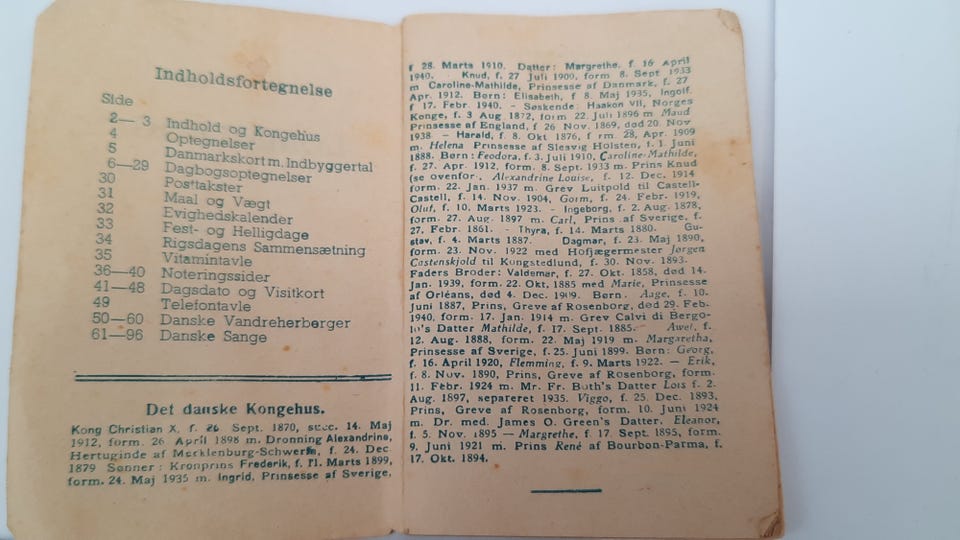 Indholdsfortegnelse
Side
2— 3 Indhold og Kongehus
4 Optegnelser
5 Danmarkskort m. Indbyggertal
6—29 Dagbogsoptegnelser
30 Posttakster
31 Maal og Vægt
32 Evighedskalender
33 Fest- og Helligdage
34 Rigsdagens Sammensætning
35 Vitamintavle
36—40 Noteringssider
41—48 Dagsdato og Visitkort
49 Telefontavle
50—60 Danske Vandreherberger
61—96 Danske Sange
Det danske Kongehus.
Kong Christian X, f. 26 Sept. 1870, succ. 14. Maj
1912, form. 26 April 1898 m. Dronning Alexandrine,
Hertuginde af Mecklenburg-Schwerin, f. 24. Dec.
1879 Sønner: Kronprins Frederik, f. 11. Marts 1899,
form. 24. Maj 1935 m. Ingrid, Prinsesse af Sverige,
f 28. Marts 1910. Datter: Margrethe, f. 16 April
1940. Knud, f. 27 Juli 1900, form 8. Sept 1933
m Caroline-Mathilde, Prinsesse af Danmark, f. 27
Apr. 1912. Børn: Elisabeth, f 8. Maj 1935, Ingolf,
f 17. Febr 1940. - Søskende: Haakon VII, Norges
Konge, f. 3 Aug. 1872, form 22. Juli 1896 m Maud
Prinsesse af England, f 26 Nov. 1869, død 20. Nov
1938 - Harald, f. 8. Okt. 1876, f rm. 28, Apr. 1909
m. Helena Prinsesse af Slesvig Holsten, f. 1. Juni
1888. Børn: Feodora, f. 3. Juli 1910, Caroline-Mathilde,
f. 27. Apr. 1912, form. 8. Sept. 1933 m. Prins Knud
(se ovenfor, Alexandrine Louise, f. 12. Dec. 1914
form. 22. Jan. 1937 m. Grev Luitpold til Castell-
Castell, f. 14. Nov. 1904, Gorm, f. 24. Febr. 1919,
Oluf, f. 10. Marts 1923. - Ingeborg, f. 2. Aug. 1878,
form. 27. Aug. 1897 m. Carl, Prins af Sverige, f.
27. Febr. 1861. - Thyra, f. 14. Marts 1880. Gu-
stav, f. 4. Marts 1887. Dagmar, f. 23. Maj 1890,
form. 23. Nov. 1922 med Hofjægermester Jørgen
Castenskjold til Kongstedlund, f. 30. Nov. 1893.
Faders Broder: Valdemar, f. 27. Okt. 1858, død 14.
Jan. 1939, form. 22. Okt. 1885 med Marie, Prinsesse
af Orléans, død 4. Dec. 1909. Børn. Aage, f. 10.
Juni 1887, Prins, Greve af Rosenborg, død 29. Feb.
1940, form. 17. Jan. 1914 m. Grev Calvi di Bergo-
lo's Datter Mathilde, f. 17. Sept. 1885. Axel, f.
12. Aug. 1888, form. 22. Maj 1919 m. Margaretha,
Prinsesse af Sverige, f. 25. Juni 1899. Børn: Georg,
f. 16. April 1920, Flemming, f. 9. Marts 1922. — Erik,
f. 8. Nov. 1890, Prins, Greve af Rosenborg, form.
11. Febr. 1924 m. Mr. Fr. Buth's Datter Lois f. 2.
Aug. 1897, separeret 1935. Viggo, f. 25. Dec. 1893,
Prins, Greve af Rosenborg, form. 10. Juni 1924
m. Dr. med. James O. Green's Datter. Eleanor,
f. 5. Nov. 1895 — Margrethe, f. 17. Sept. 1895, form.
9. Juni 1921 m. Prins René af Bourbon-Parma, f.
17. Okt. 1894.